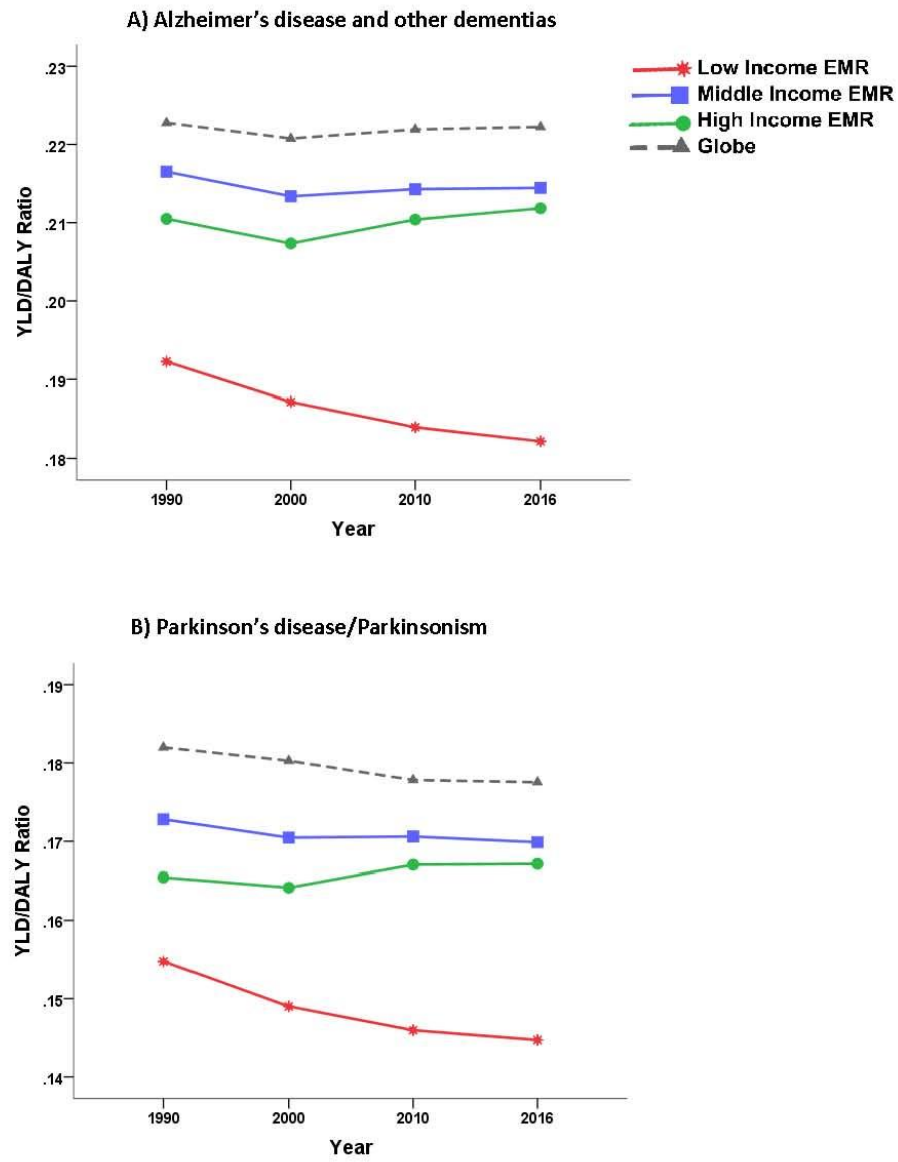 A) Alzheimer's disease and other dementias
Low Income EMR
Middle Income EMR
High Income EMR
Globe
YLD/DALY Ratio
.23
.22
.21
.20
.19
.18
1990 2000 2010 2016
Year
B) Parkinson's disease/Parkinsonism
YLD/DALY Ratio
.19
.18
.17
.16
.15
.14
1990 2000 2010 2016
Year